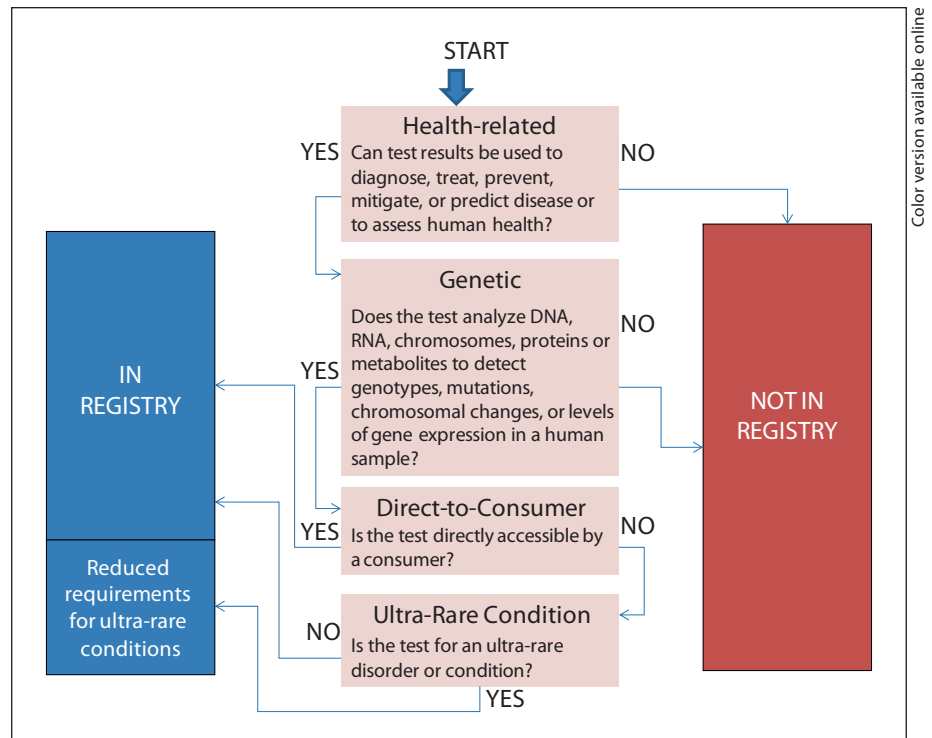 START
Health-related
YES
NO
Can test results be used to
diagnose, treat, prevent,
mitigate, or predict disease or
to assess human health?
Genetic
Does the test analyze DNA,
RNA, chromosomes, proteins or
metabolites to detect
genotypes, mutations,
chromosomal changes, or levels
of gene expression in a human
sample?
NO
YES
IN
REGISTRY
NOT IN
REGISTRY
Direct-to-Consumer
YES
NO
Is the test directly accessible by
a consumer?
Reduced
requirements
for ultra-rare
conditions
Ultra-Rare Condition
NO
Is the test for an ultra-rare
disorder or condition?
YES
Color version available online